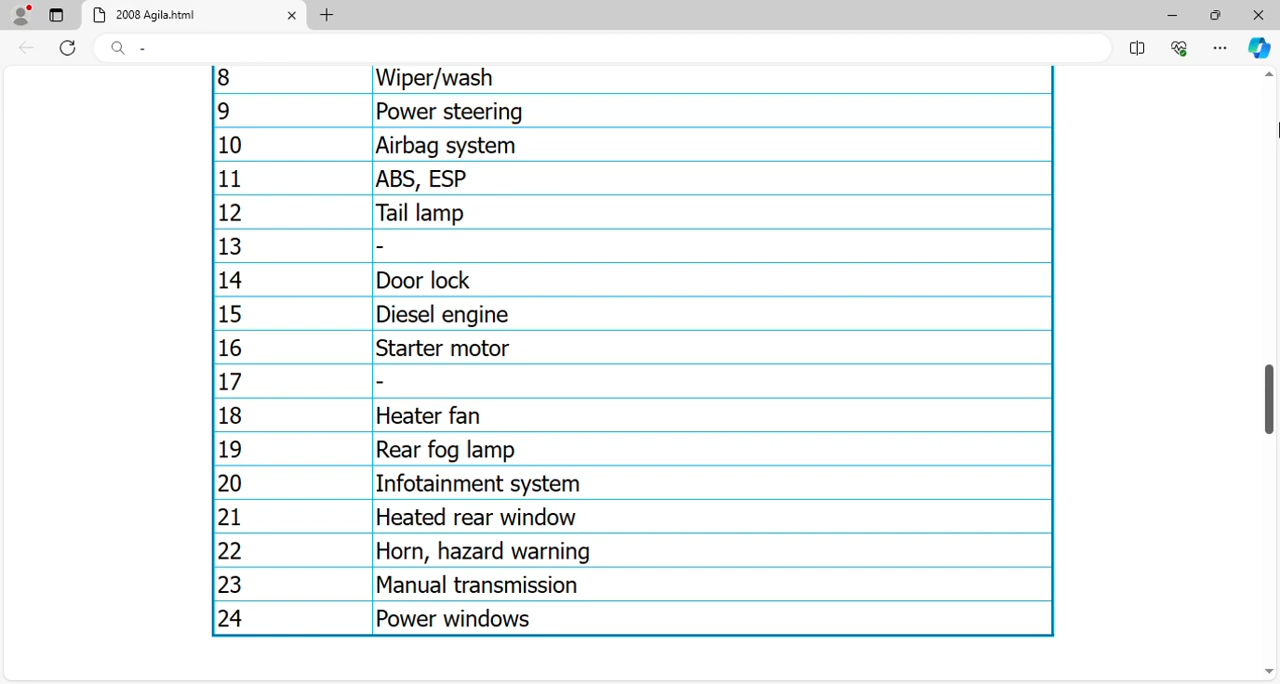 2008 Agila.html
-
8 Wiper/wash
9 Power steering
10 Airbag system
11 ABS, ESP
12 Tail lamp
13 -
14 Door lock
15 Diesel engine
16 Starter motor
17 -
18 Heater fan
19 Rear fog lamp
20 Infotainment system
21 Heated rear window
22 Horn, hazard warning
23 Manual transmission
24 Power windows